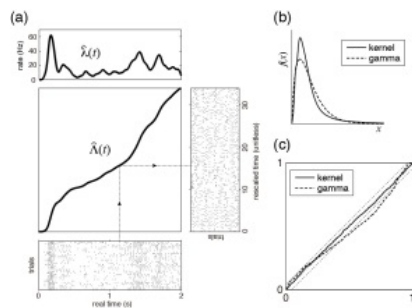 (a)
60
40
20
0
rate (Hz)
λ̂(t)
Λ̂(t)
30
20
10
0
rescaled time (unitless)
trials
trials
0
1
2
real time (s)
(b)
f(x)
kernel
gamma
x
(c)
1
kernel
gamma
0
0
1